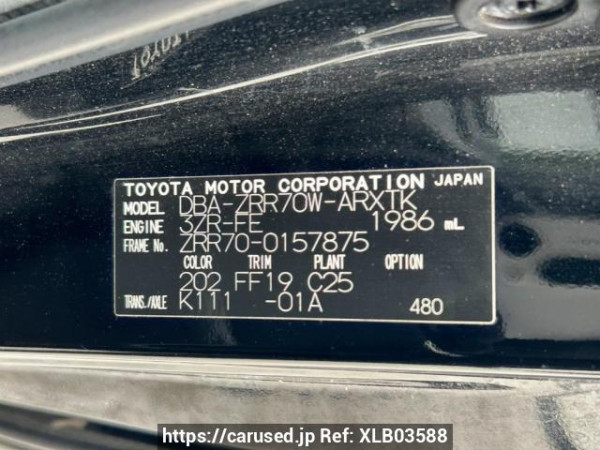 TOYOTA MOTOR CORPORATION JAPAN
MODEL DBA-ZRR70W-ARXTK
ENGINE 3ZR-FE 1986 mL
FRAME No. ZRR70-0157875
COLOR TRIM PLANT OPTION
202 FF19 C25
TRANS./AXLE K111 -01A 480
https://carused.jp Ref: XLB03588